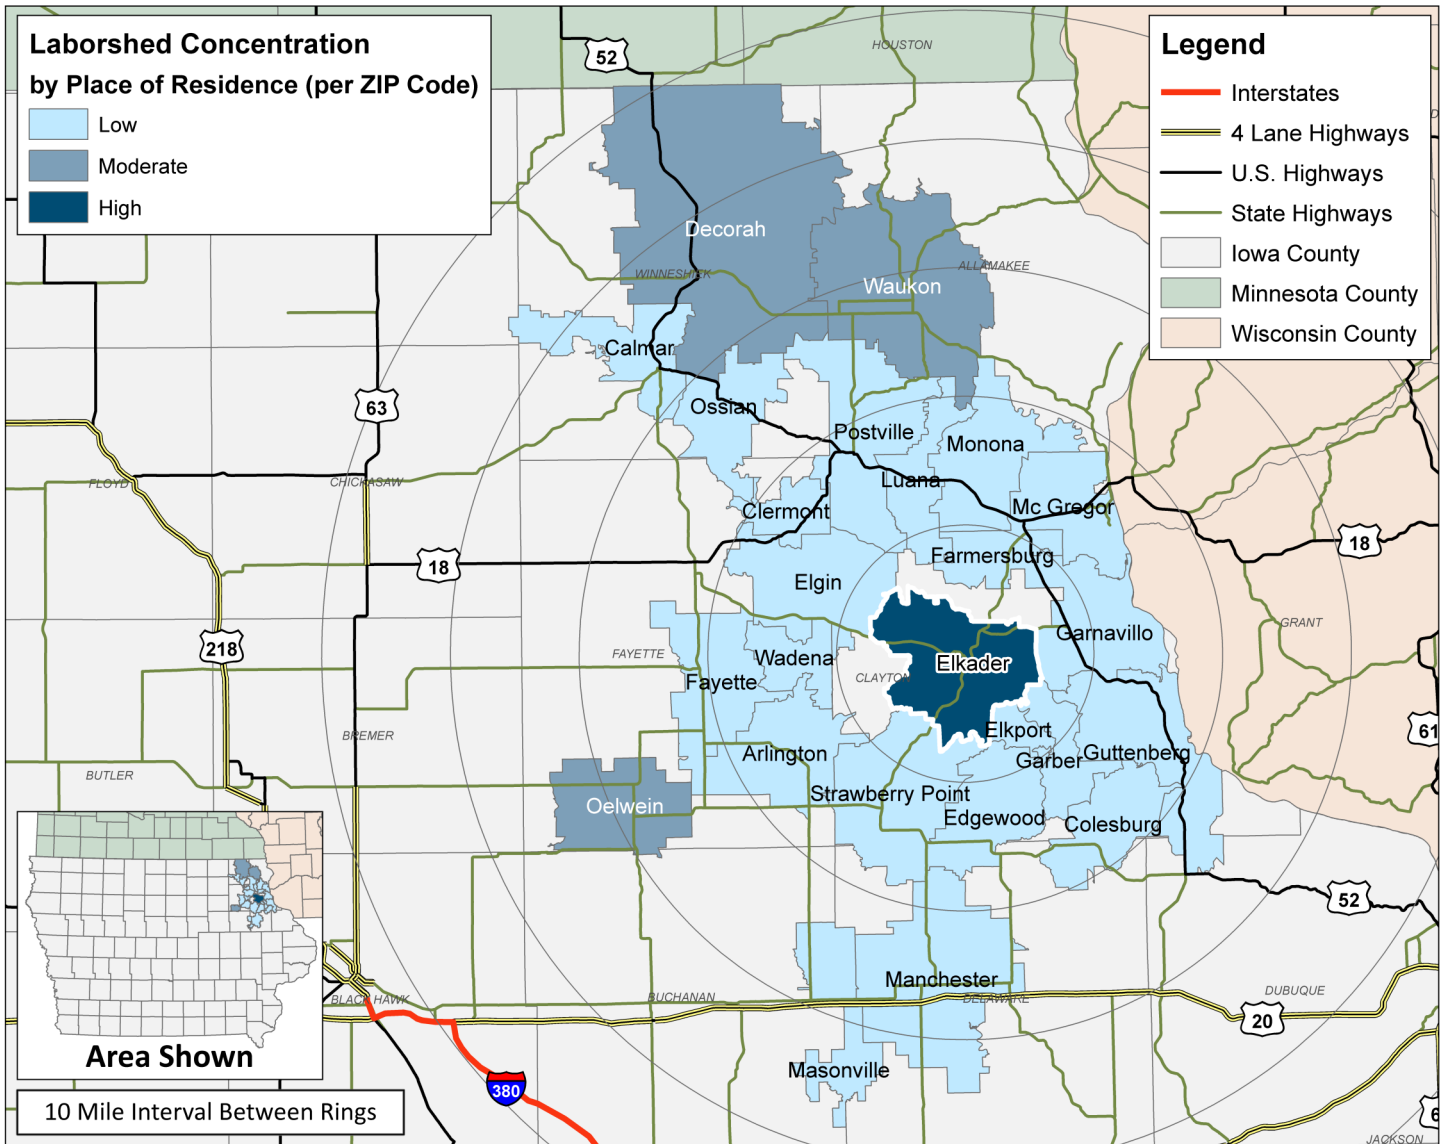 Laborshed Concentration
by Place of Residence (per ZIP Code)
Low
Moderate
High
Legend
Interstates
4 Lane Highways
U.S. Highways
State Highways
Iowa County
Minnesota County
Wisconsin County
52
HOUSTON
Decorah
WINNESHIEK
ALLAMAKEE
Waukon
Calmar
63
Ossian
Postville
Monona
FLOYD
CHICKASAW
Luana
Clermont
Mc Gregor
18
18
Farmersburg
Elgin
218
GRANT
Garnavillo
FAYETTE
Wadena
Elkader
Fayette
CLAYTON
BREMER
Elkport
61
Arlington
Garber
Guttenberg
BUTLER
Oelwein
Strawberry Point
Edgewood
Colesburg
52
Manchester
BLACK HAWK
BUCHANAN
DELAWARE
DUBUQUE
20
Area Shown
Masonville
380
10 Mile Interval Between Rings
JACKSON